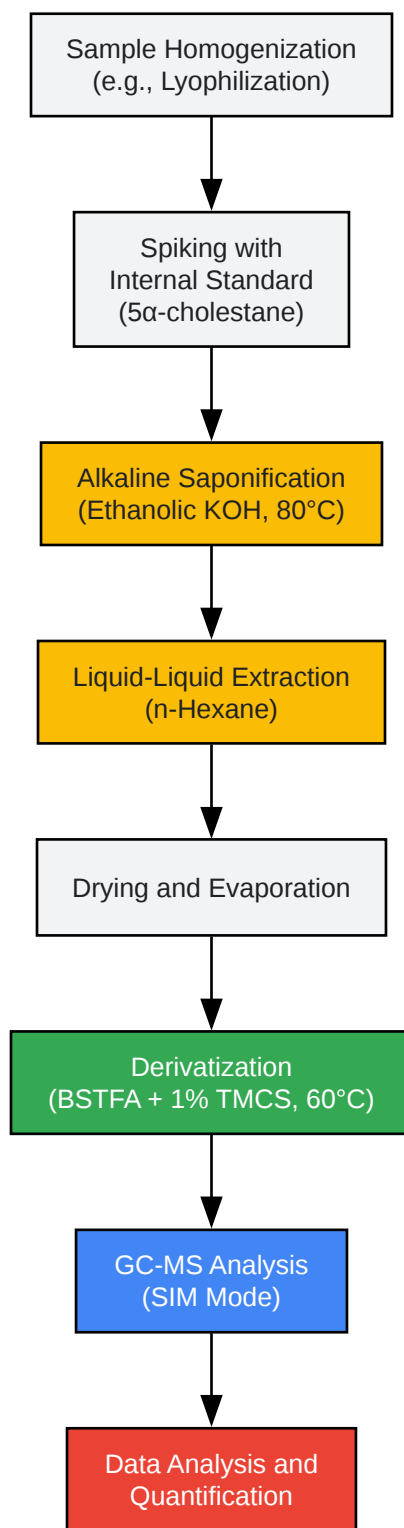 Sample Homogenization
(e.g., Lyophilization)
Spiking with
Internal Standard
(5α-cholestane)
Alkaline Saponification
(Ethanolic KOH, 80°C)
Liquid-Liquid Extraction
(n-Hexane)
Drying and Evaporation
Derivatization
(BSTFA + 1% TMCS, 60°C)
GC-MS Analysis
(SIM Mode)
Data Analysis and
Quantification